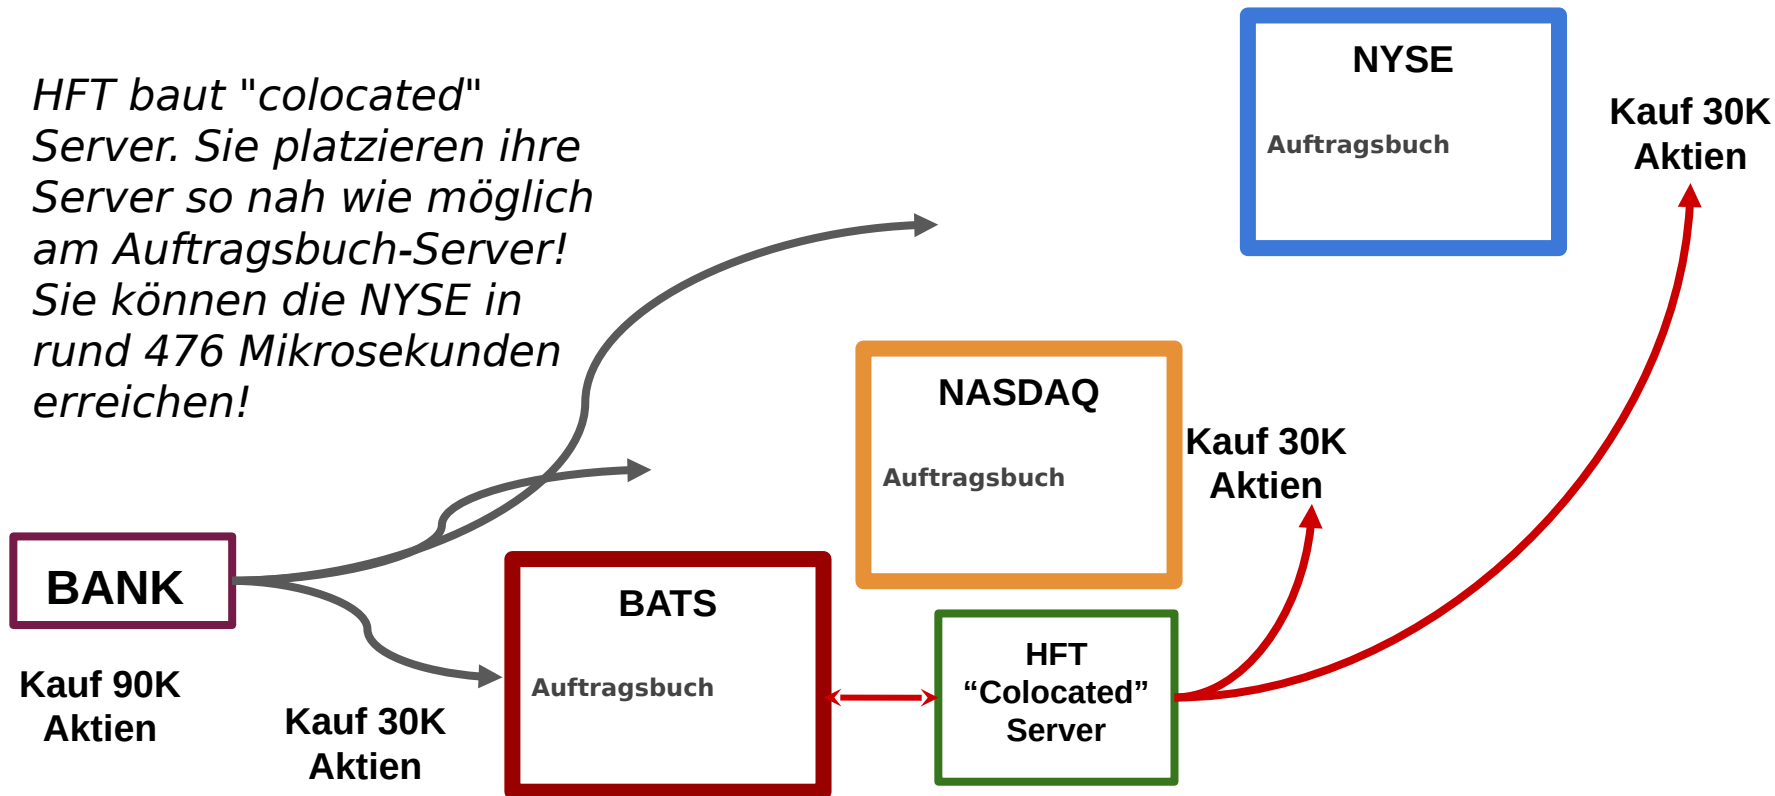 HFT baut "colocated"
Server. Sie platzieren ihre
Server so nah wie möglich
am Auftragsbuch-Server!
Sie können die NYSE in
rund 476 Mikrosekunden
erreichen!
NYSE
Auftragsbuch
Kauf 30K
Aktien
NASDAQ
Auftragsbuch
Kauf 30K
Aktien
BANK
Kauf 90K
Aktien
Kauf 30K
Aktien
BATS
Auftragsbuch
HFT
“Colocated”
Server